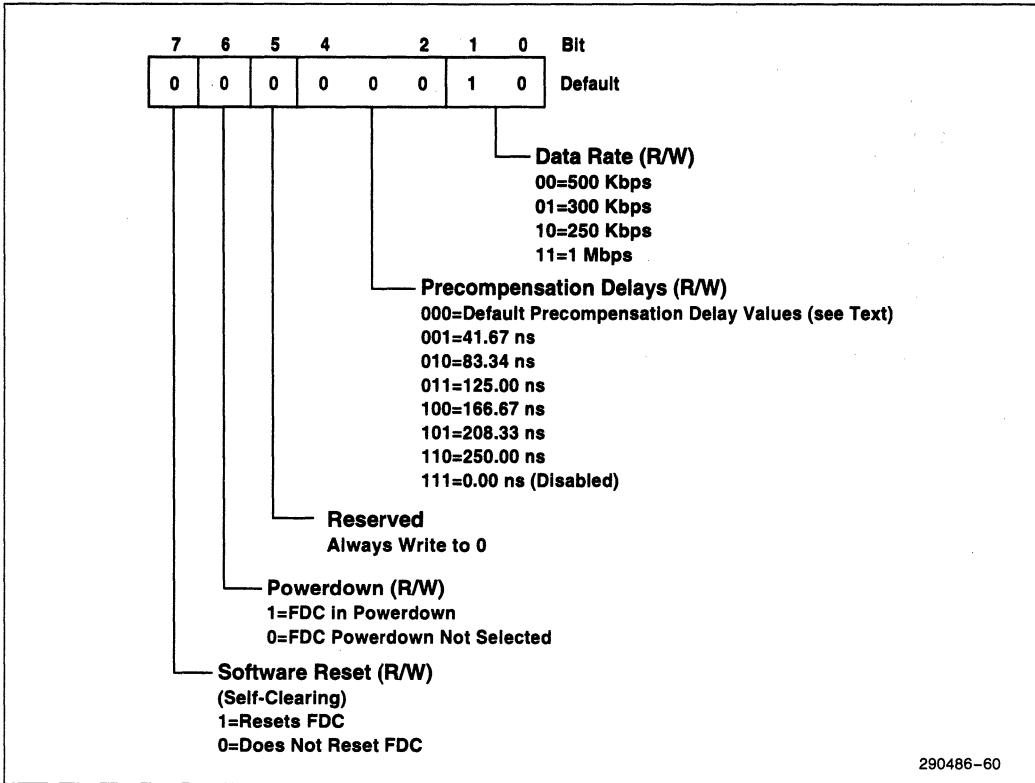 7 6 5 4 2 1 0 Bit
0 0 0 0 0 0 1 0 Default
Data Rate (R/W)
00=500 Kbps
01=300 Kbps
10=250 Kbps
11=1 Mbps
Precompensation Delays (R/W)
000=Default Precompensation Delay Values (see Text)
001=41.67 ns
010=83.34 ns
011=125.00 ns
100=166.67 ns
101=208.33 ns
110=250.00 ns
111=0.00 ns (Disabled)
Reserved
Always Write to 0
Powerdown (R/W)
1=FDC in Powerdown
0=FDC Powerdown Not Selected
Software Reset (R/W)
(Self-Clearing)
1=Resets FDC
0=Does Not Reset FDC
290486-60